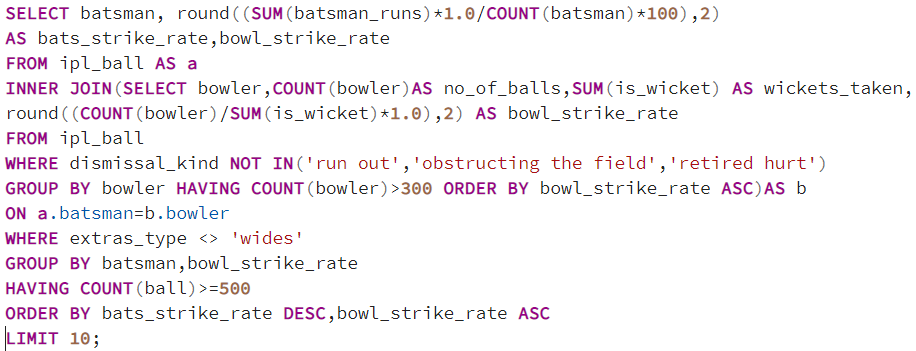 SELECT batsman, round((SUM(batsman_runs)*1.0/COUNT(batsman)*100),2)
AS bats_strike_rate,bowl_strike_rate
FROM ipl_ball AS a
INNER JOIN(SELECT bowler,COUNT(bowler)AS no_of_balls,SUM(is_wicket) AS wickets_taken,
round((COUNT(bowler)/SUM(is_wicket)*1.0),2) AS bowl_strike_rate
FROM ipl_ball
WHERE dismissal_kind NOT IN('run out','obstructing the field','retired hurt')
GROUP BY bowler HAVING COUNT(bowler)>300 ORDER BY bowl_strike_rate ASC)AS b
ON a.batsman=b.bowler
WHERE extras_type <> 'wides'
GROUP BY batsman,bowl_strike_rate
HAVING COUNT(ball)>=500
ORDER BY bats_strike_rate DESC,bowl_strike_rate ASC
LIMIT 10;